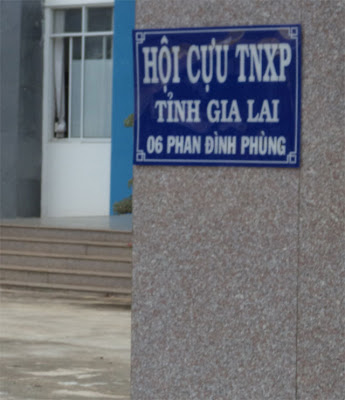 HỘI CỰU TNXP
TỈNH GIA LAI
06 PHAN ĐÌNH PHÙNG